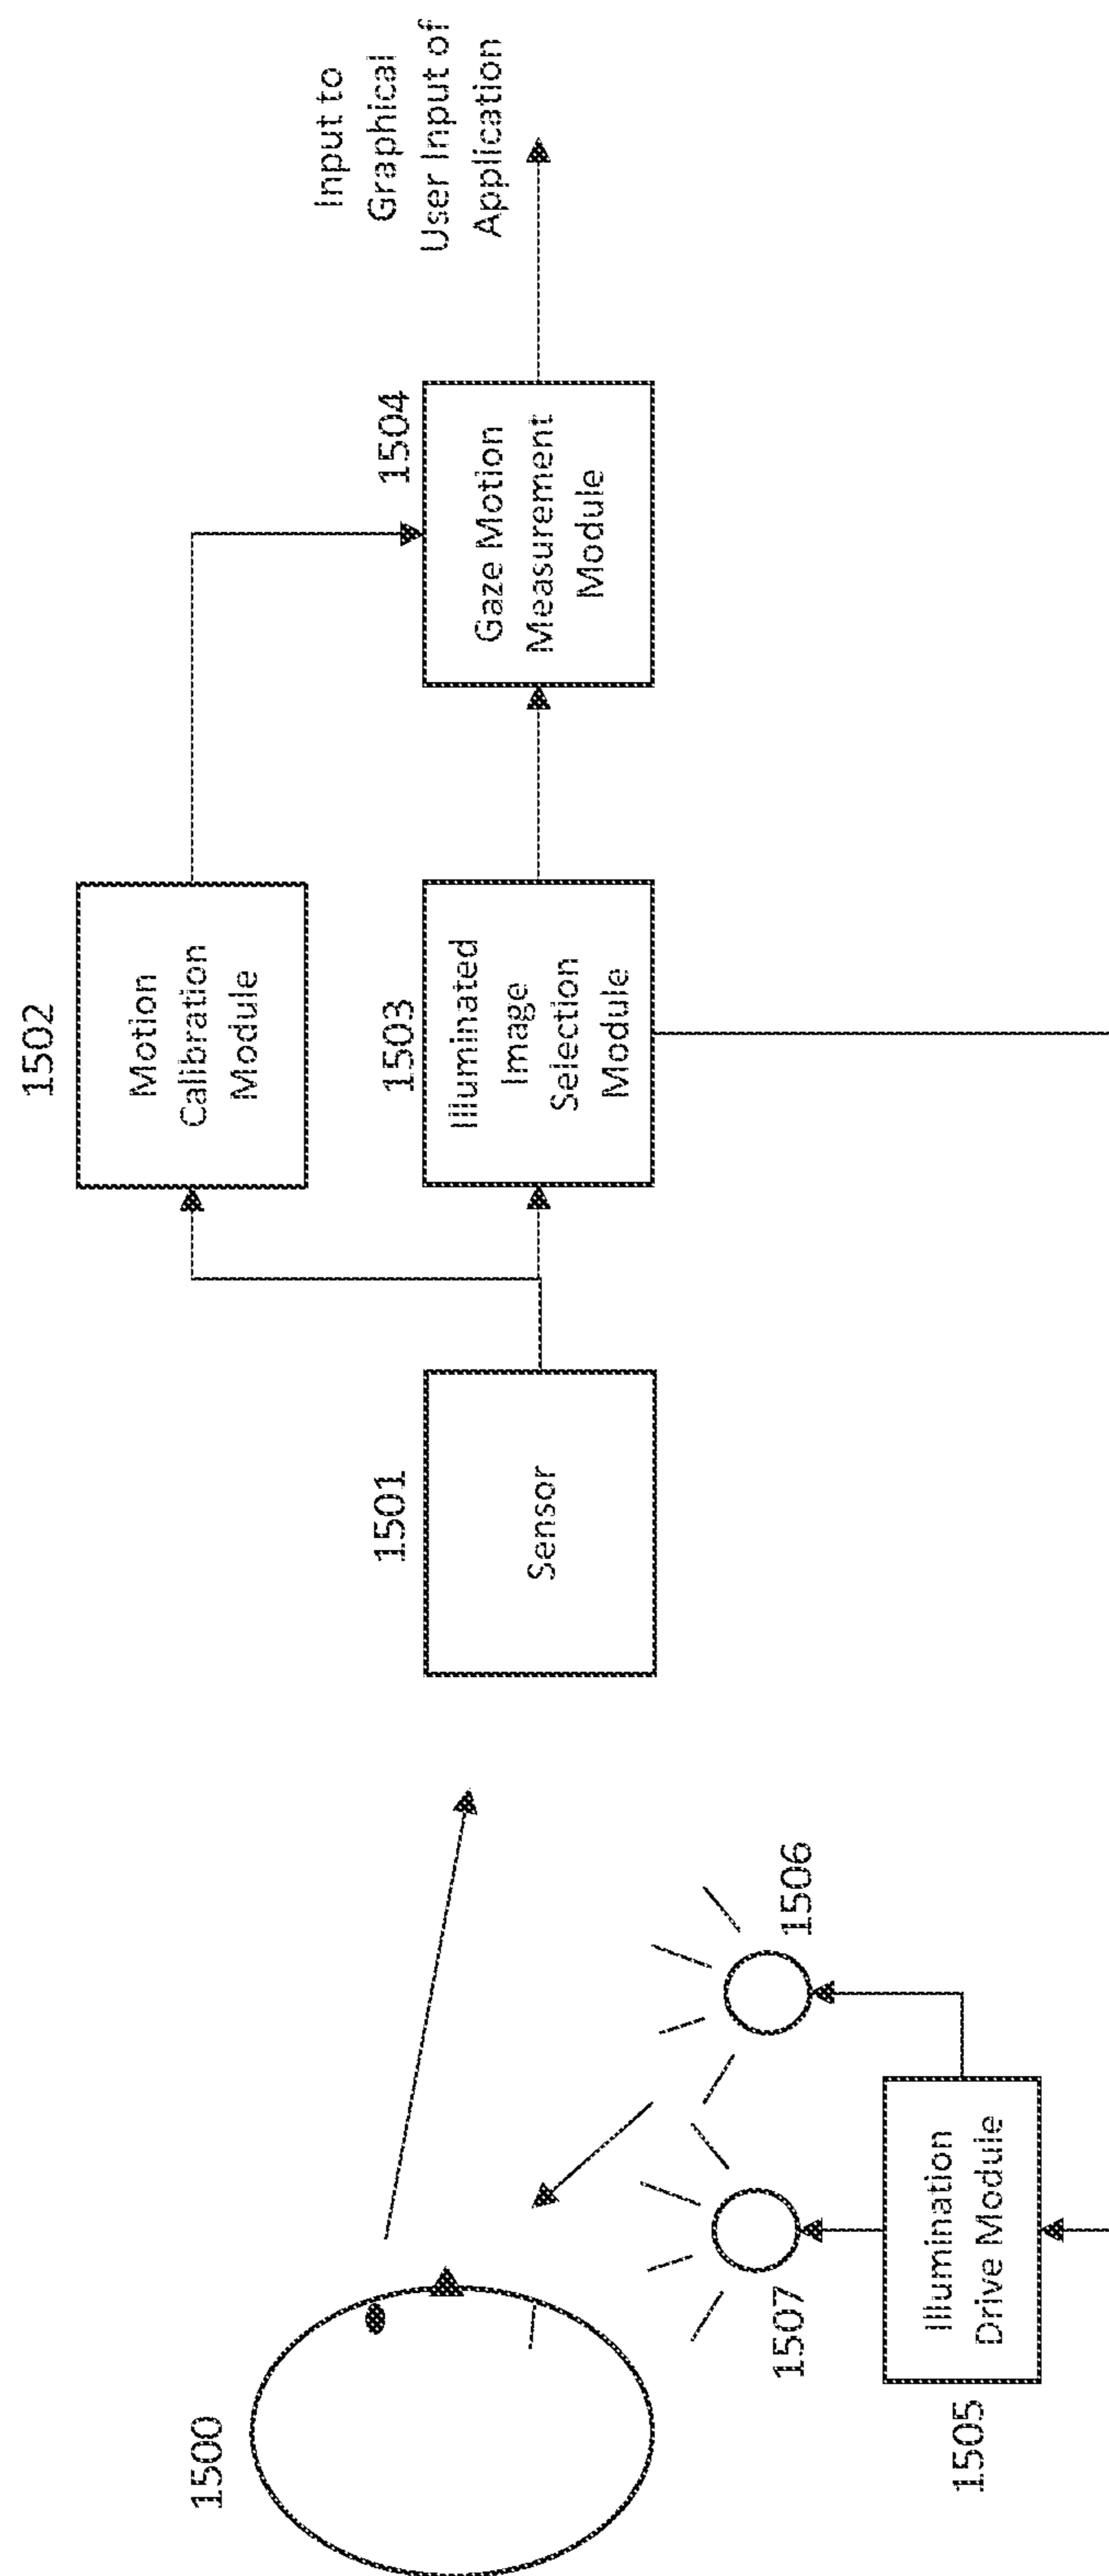 1500
1501
Sensor
1502
Motion
Calibration
Module
1503
Illuminated
Image
Selection
Module
1504
Gaze Motion
Measurement
Module
Input to
Graphical
User Input of
Application
1507
1506
1505
Illumination
Drive Module